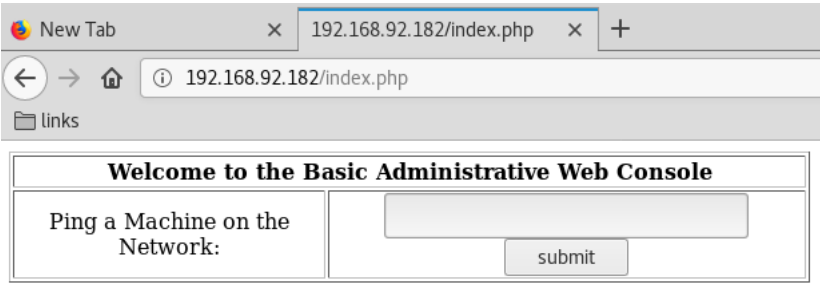 New Tab
192.168.92.182/index.php
192.168.92.182/index.php
links
Welcome to the Basic Administrative Web Console
Ping a Machine on the
Network:
submit